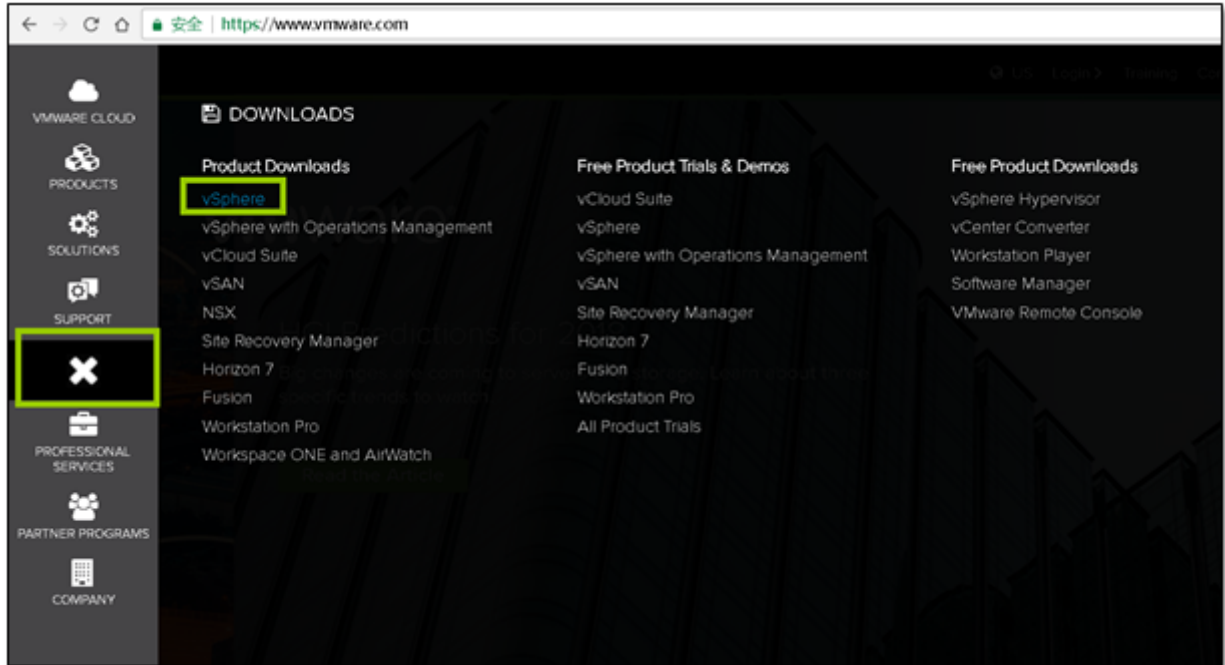 安全 | https://www.vmware.com
US Login Training
VMWARE CLOUD
PRODUCTS
SOLUTIONS
SUPPORT
PROFESSIONAL
SERVICES
PARTNER PROGRAMS
COMPANY
DOWNLOADS
Product Downloads
vSphere
vSphere with Operations Management
vCloud Suite
vSAN
NSX
Site Recovery Manager
Horizon 7
Fusion
Workstation Pro
Workspace ONE and AirWatch
Free Product Trials & Demos
vCloud Suite
vSphere
vSphere with Operations Management
vSAN
Site Recovery Manager
Horizon 7
Fusion
Workstation Pro
All Product Trials
Free Product Downloads
vSphere Hypervisor
vCenter Converter
Workstation Player
Software Manager
VMware Remote Console